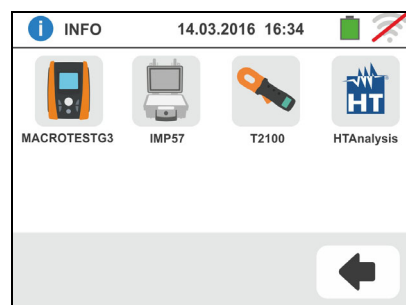 i INFO 14.03.2016 16:34
HT
MACROTESTG3 IMP57 T2100 HTAnalysis